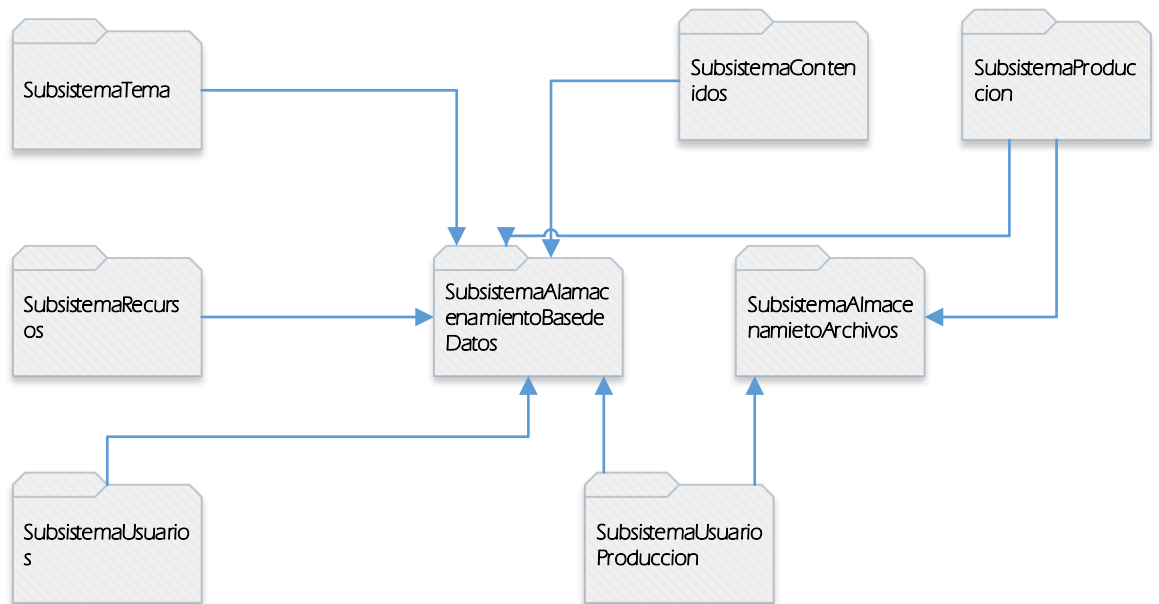 SubsistemaTema
SubsistemaConten
idos
SubsistemaProduc
cion
SubsistemaRecurs
os
SubsistemaAlamac
enamientoBasede
Datos
SubsistemaAlmace
namietoArchivos
SubsistemaUsuario
s
SubsistemaUsuario
Produccion